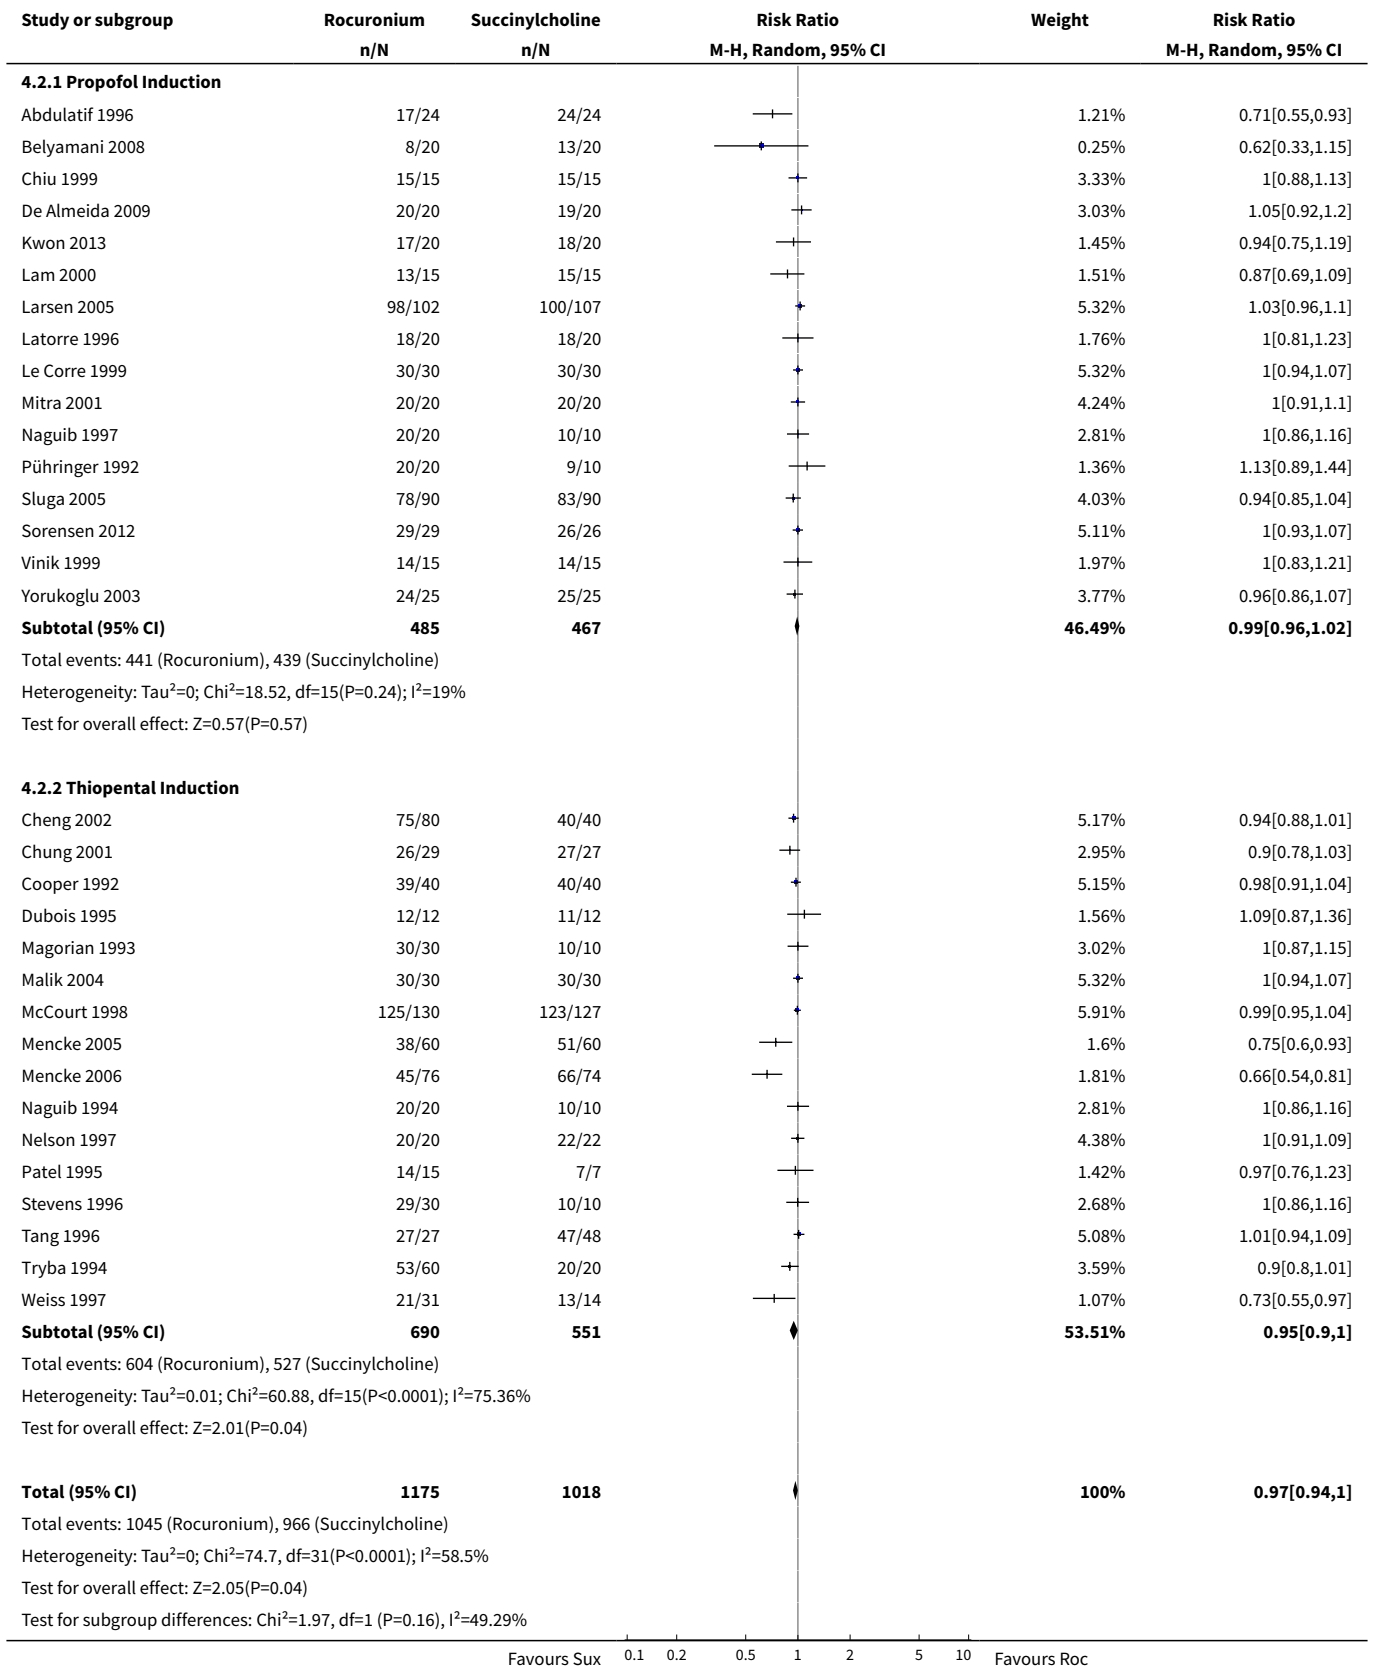 Study or subgroup Rocuronium Succinylcholine Risk Ratio Weight Risk Ratio
n/N n/N M-H, Random, 95% CI M-H, Random, 95% CI
4.2.1 Propofol Induction
Abdulatif 1996 17/24 24/24 1.21% 0.71[0.55,0.93]
Belyamani 2008 8/20 13/20 0.25% 0.62[0.33,1.15]
Chiu 1999 15/15 15/15 3.33% 1[0.88,1.13]
De Almeida 2009 20/20 19/20 3.03% 1.05[0.92,1.2]
Kwon 2013 17/20 18/20 1.45% 0.94[0.75,1.19]
Lam 2000 13/15 15/15 1.51% 0.87[0.69,1.09]
Larsen 2005 98/102 100/107 5.32% 1.03[0.96,1.1]
Latorre 1996 18/20 18/20 1.76% 1[0.81,1.23]
Le Corre 1999 30/30 30/30 5.32% 1[0.94,1.07]
Mitra 2001 20/20 20/20 4.24% 1[0.91,1.1]
Naguib 1997 20/20 10/10 2.81% 1[0.86,1.16]
Pühringer 1992 20/20 9/10 1.36% 1.13[0.89,1.44]
Sluga 2005 78/90 83/90 4.03% 0.94[0.85,1.04]
Sorensen 2012 29/29 26/26 5.11% 1[0.93,1.07]
Vinik 1999 14/15 14/15 1.97% 1[0.83,1.21]
Yorukoglu 2003 24/25 25/25 3.77% 0.96[0.86,1.07]
Subtotal (95% CI) 485 467 46.49% 0.99[0.96,1.02]
Total events: 441 (Rocuronium), 439 (Succinylcholine)
Heterogeneity: Tau²=0; Chi²=18.52, df=15(P=0.24); I²=19%
Test for overall effect: Z=0.57(P=0.57)
4.2.2 Thiopental Induction
Cheng 2002 75/80 40/40 5.17% 0.94[0.88,1.01]
Chung 2001 26/29 27/27 2.95% 0.9[0.78,1.03]
Cooper 1992 39/40 40/40 5.15% 0.98[0.91,1.04]
Dubois 1995 12/12 11/12 1.56% 1.09[0.87,1.36]
Magorian 1993 30/30 10/10 3.02% 1[0.87,1.15]
Malik 2004 30/30 30/30 5.32% 1[0.94,1.07]
McCourt 1998 125/130 123/127 5.91% 0.99[0.95,1.04]
Mencke 2005 38/60 51/60 1.6% 0.75[0.6,0.93]
Mencke 2006 45/76 66/74 1.81% 0.66[0.54,0.81]
Naguib 1994 20/20 10/10 2.81% 1[0.86,1.16]
Nelson 1997 20/20 22/22 4.38% 1[0.91,1.09]
Patel 1995 14/15 7/7 1.42% 0.97[0.76,1.23]
Stevens 1996 29/30 10/10 2.68% 1[0.86,1.16]
Tang 1996 27/27 47/48 5.08% 1.01[0.94,1.09]
Tryba 1994 53/60 20/20 3.59% 0.9[0.8,1.01]
Weiss 1997 21/31 13/14 1.07% 0.73[0.55,0.97]
Subtotal (95% CI) 690 551 53.51% 0.95[0.9,1]
Total events: 604 (Rocuronium), 527 (Succinylcholine)
Heterogeneity: Tau²=0.01; Chi²=60.88, df=15(P<0.0001); I²=75.36%
Test for overall effect: Z=2.01(P=0.04)
Total (95% CI) 1175 1018 100% 0.97[0.94,1]
Total events: 1045 (Rocuronium), 966 (Succinylcholine)
Heterogeneity: Tau²=0; Chi²=74.7, df=31(P<0.0001); I²=58.5%
Test for overall effect: Z=2.05(P=0.04)
Test for subgroup differences: Chi²=1.97, df=1 (P=0.16), I²=49.29%
Favours Sux 0.1 0.2 0.5 1 2 5 10 Favours Roc